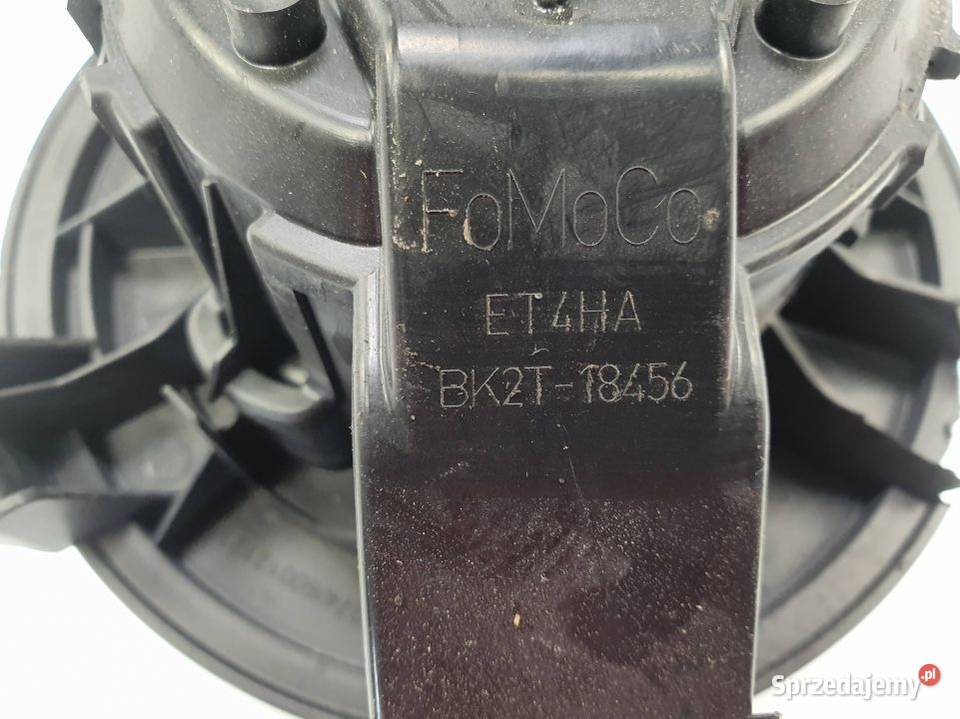 FoMoCo
ET4HA
BK2T-18456
Sprzedajemy.pl